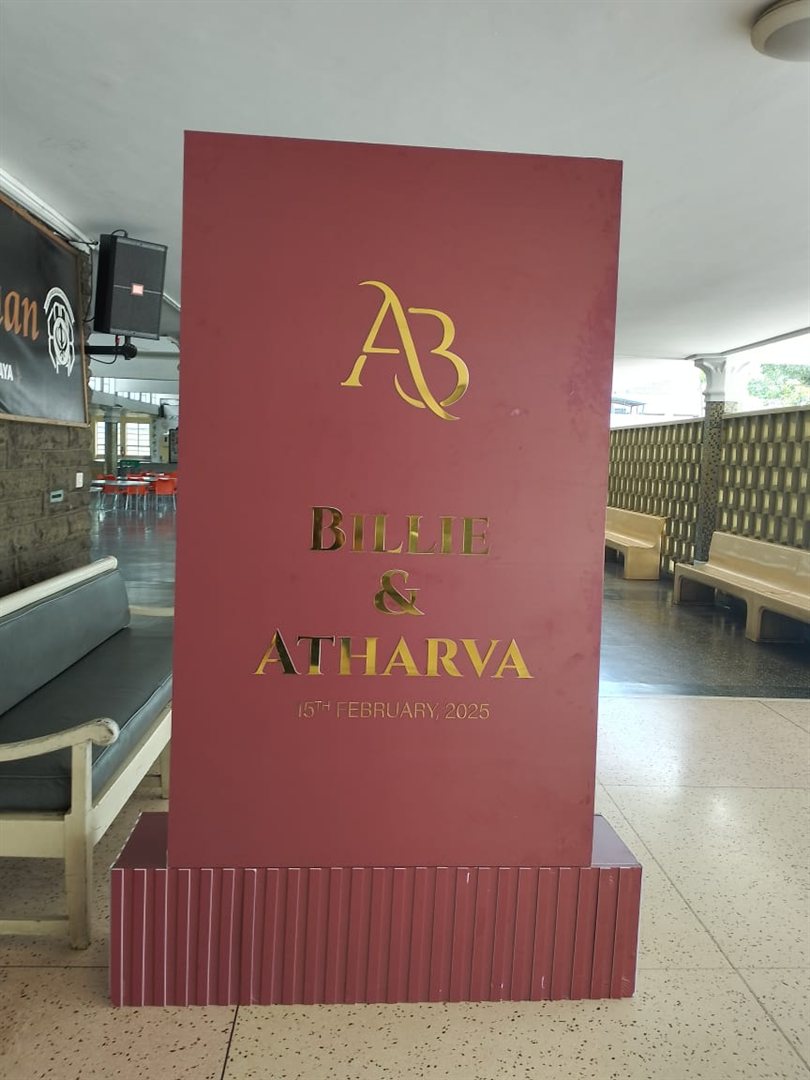 AB
BILLIE
&
ATHARVA
15TH FEBRUARY, 2025